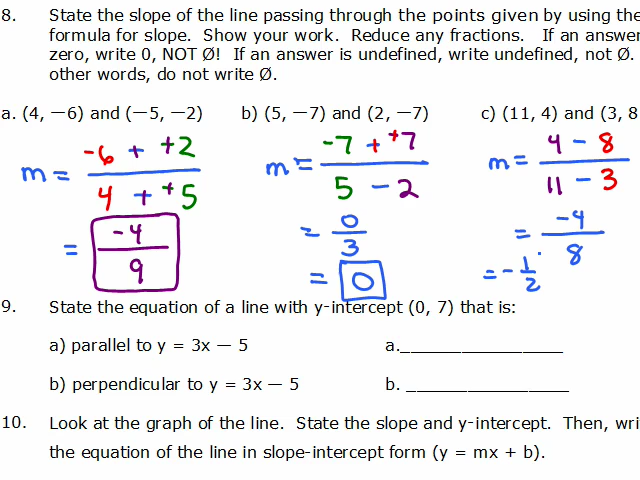 8. State the slope of the line passing through the points given by using the
formula for slope. Show your work. Reduce any fractions. If an answer
zero, write 0, NOT Ø! If an answer is undefined, write undefined, not Ø.
other words, do not write Ø.
a. (4, −6) and (−5, −2) b) (5, −7) and (2, −7) c) (11, 4) and (3, 8
m = -6 + +2 / 4 + +5 m = -7 + +7 / 5 - 2 m = 4 - 8 / 11 - 3
= -4 / 9 = 0 / 3 = -4 / 8
= 0 = - 1 / 2
9. State the equation of a line with y-intercept (0, 7) that is:
a) parallel to y = 3x − 5 a.________________
b) perpendicular to y = 3x − 5 b. ________________
10. Look at the graph of the line. State the slope and y-intercept. Then, wri
the equation of the line in slope-intercept form (y = mx + b).